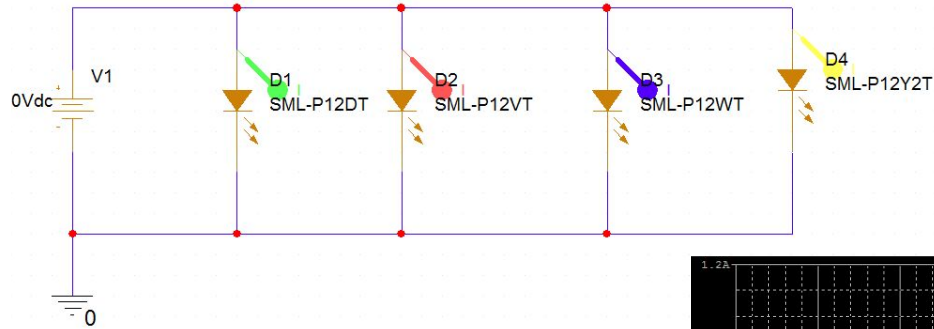 V1
0Vdc
D1
SML-P12DT
D2
SML-P12VT
D3
SML-P12WT
D4
SML-P12Y2T
I
I
I
I
+
-
0
1.2A